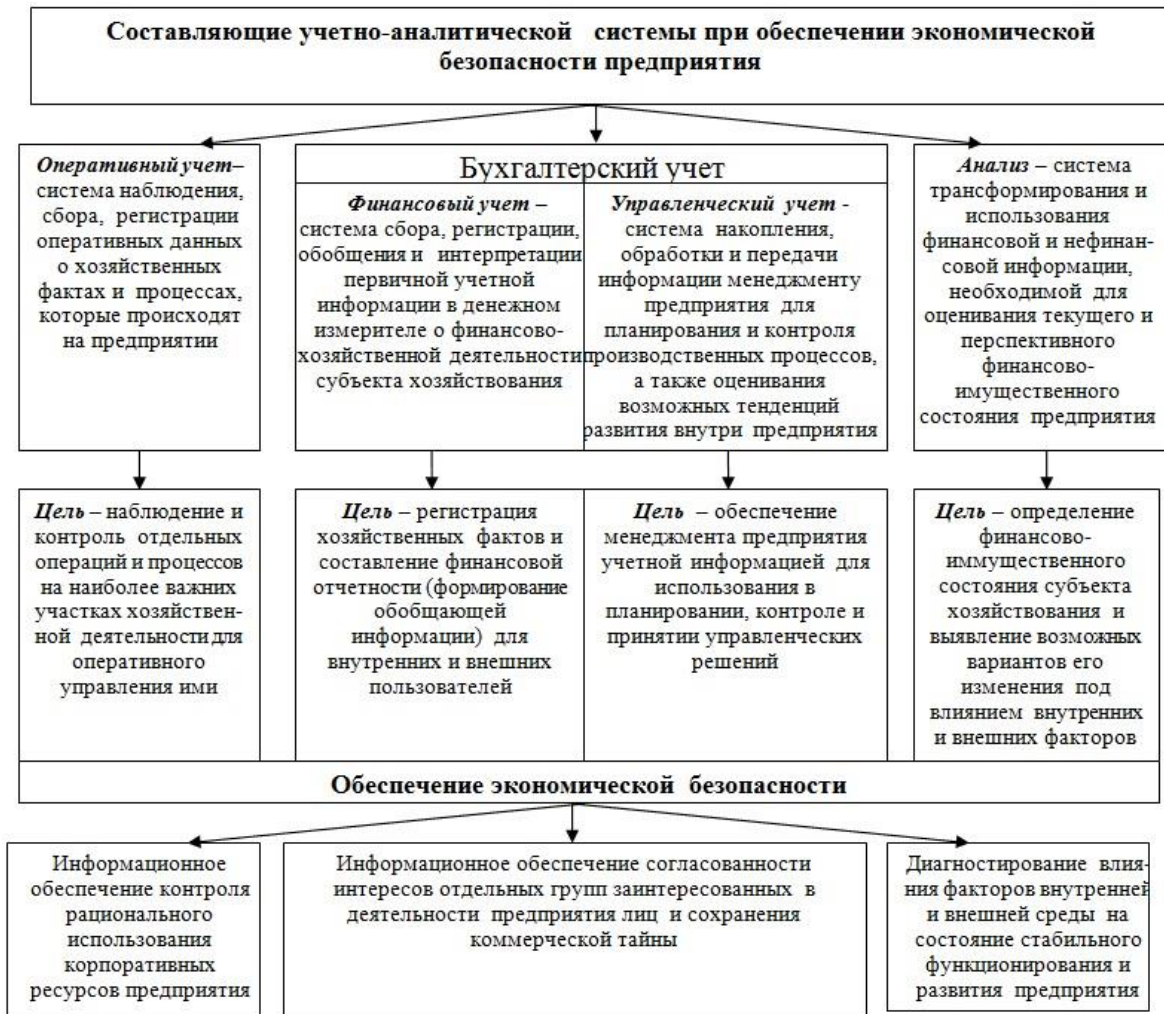 Составляющие учетно-аналитической системы при обеспечении экономической
безопасности предприятия
Оперативный учет–
система наблюдения,
сбора, регистрации
оперативных данных
о хозяйственных
фактах и процессах,
которые происходят
на предприятии
Бухгалтерский учет
Финансовый учет –
система сбора, регистрации,
обобщения и интерпретации
первичной учетной
информации в денежном
измерителе о финансово-
хозяйственной деятельности
субъекта хозяйствования
Управленческий учет -
система накопления,
обработки и передачи
информации менеджменту
предприятия для
планирования и контроля
производственных процессов,
а также оценивания
возможных тенденций
развития внутри предприятия
Анализ – система
трансформирования и
использования
финансовой и нефинан-
совой информации,
необходимой для
оценивания текущего и
перспективного
финансово-
имущественного
состояния предприятия
Цель – наблюдение и
контроль отдельных
операций и процессов
на наиболее важних
участках хозяйствен-
ной деятельности для
оперативного
управления ими
Цель – регистрация
хозяйственных фактов и
составление финансовой
отчетности (формирование
обобщающей
информации) для
внутренних и внешних
пользователей
Цель – обеспечение
менеджмента предприятия
учетной информацией для
использования в
планировании, контроле и
принятии управленческих
решений
Цель – определение
финансово-
иммущественного
состояния субъекта
хозяйствования и
выявление возможных
вариантов его
изменения под
влиянием внутренних
и внешних факторов
Обеспечение экономической безопасности
Информационное
обеспечение контроля
рационального
использования
корпоративных
ресурсов предприятия
Информационное обеспечение согласованности
интересов отдельных групп заинтересованных в
деятельности предприятия лиц и сохранения
коммерческой тайны
Диагностирование влия-
ния факторов внутренней
и внешней среды на
состояние стабильного
функционирования и
развития предприятия